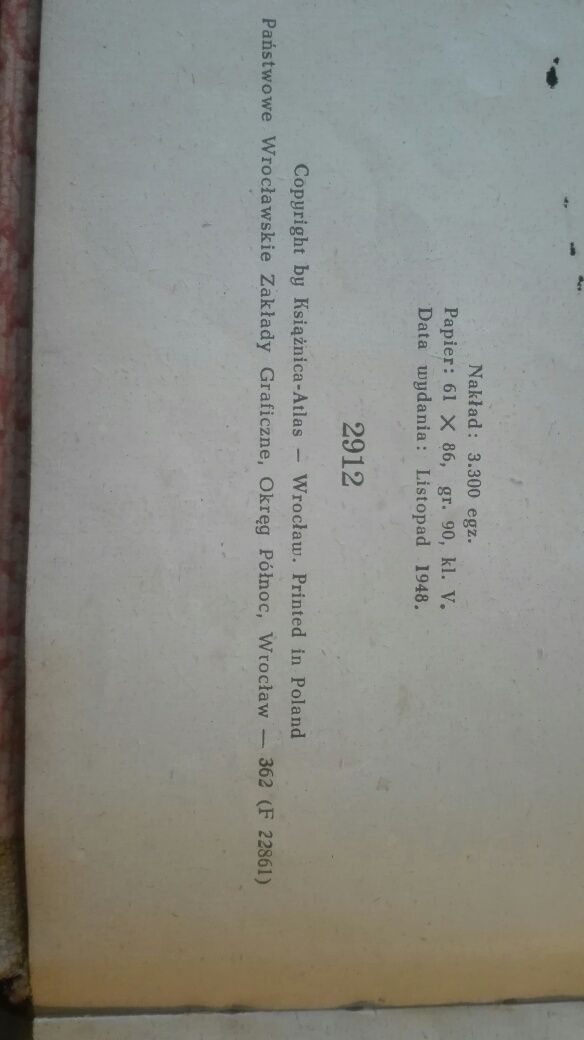 Nakład: 3.300 egz.
Papier: 61 X 86, gr. 90, kl. V.
Data wydania: Listopad 1948.
2912
Copyright by Książnica-Atlas — Wrocław. Printed in Poland
Państwowe Wrocławskie Zakłady Graficzne, Okręg Północ, Wrocław — 362 (F 22861)